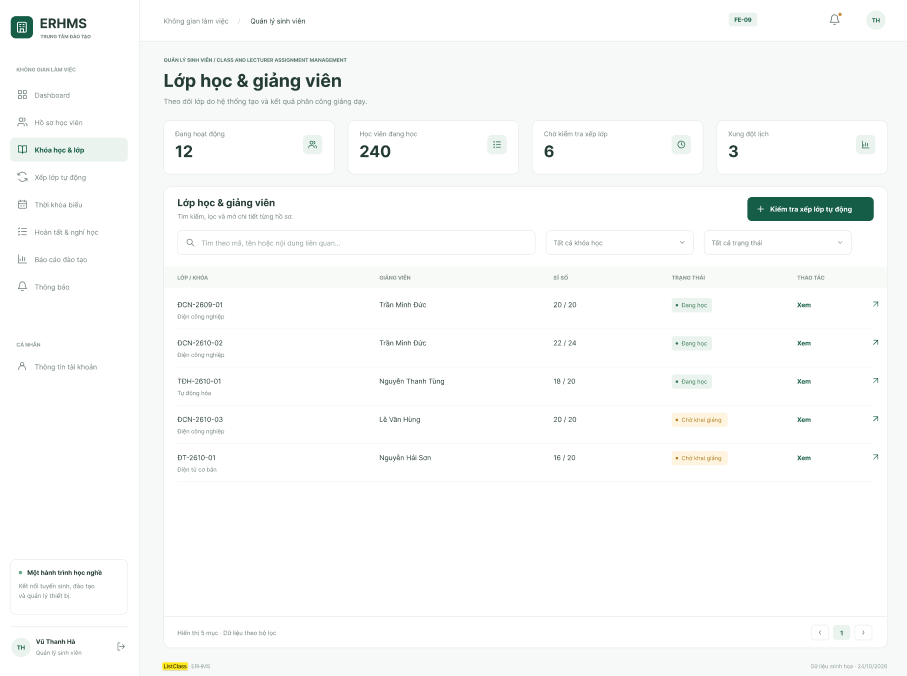 ERHMS
TRUNG TÂM ĐÀO TẠO
KHÔNG GIAN LÀM VIỆC
Dashboard
Hồ sơ học viên
Khóa học & lớp
Xếp lớp tự động
Thời khóa biểu
Hoàn tất & nghỉ học
Báo cáo đào tạo
Thông báo
CÁ NHÂN
Thông tin tài khoản
Một hành trình học nghề
Kết nối tuyển sinh, đào tạo
và quản lý thiết bị.
TH
Vũ Thanh Hà
Quản lý sinh viên
Không gian làm việc / Quản lý sinh viên
FE-09
TH
QUẢN LÝ SINH VIÊN / CLASS AND LECTURER ASSIGNMENT MANAGEMENT
Lớp học & giảng viên
Theo dõi lớp do hệ thống tạo và kết quả phân công giảng dạy.
Đang hoạt động
12
Học viên đang học
240
Chờ kiểm tra xếp lớp
6
Xung đột lịch
3
Lớp học & giảng viên
Tìm kiếm, lọc và mở chi tiết từng hồ sơ.
+ Kiểm tra xếp lớp tự động
Tìm theo mã, tên hoặc nội dung liên quan...
Tất cả khóa học
Tất cả trạng thái
LỚP / KHÓA GIẢNG VIÊN SĨ SỐ TRẠNG THÁI THAO TÁC
ĐCN-2609-01 Trần Minh Đức 20 / 20 Đang học Xem
Điện công nghiệp
ĐCN-2610-02 Trần Minh Đức 22 / 24 Đang học Xem
Điện công nghiệp
TĐH-2610-01 Nguyễn Thanh Tùng 18 / 20 Đang học Xem
Tự động hóa
ĐCN-2610-03 Lê Văn Hùng 20 / 20 Chờ khai giảng Xem
Điện công nghiệp
ĐT-2610-01 Nguyễn Hải Sơn 16 / 20 Chờ khai giảng Xem
Điện tử cơ bản
Hiển thị 5 mục · Dữ liệu theo bộ lọc
‹ 1 ›
ListClass · ERHMS
Dữ liệu minh họa · 24/10/2026